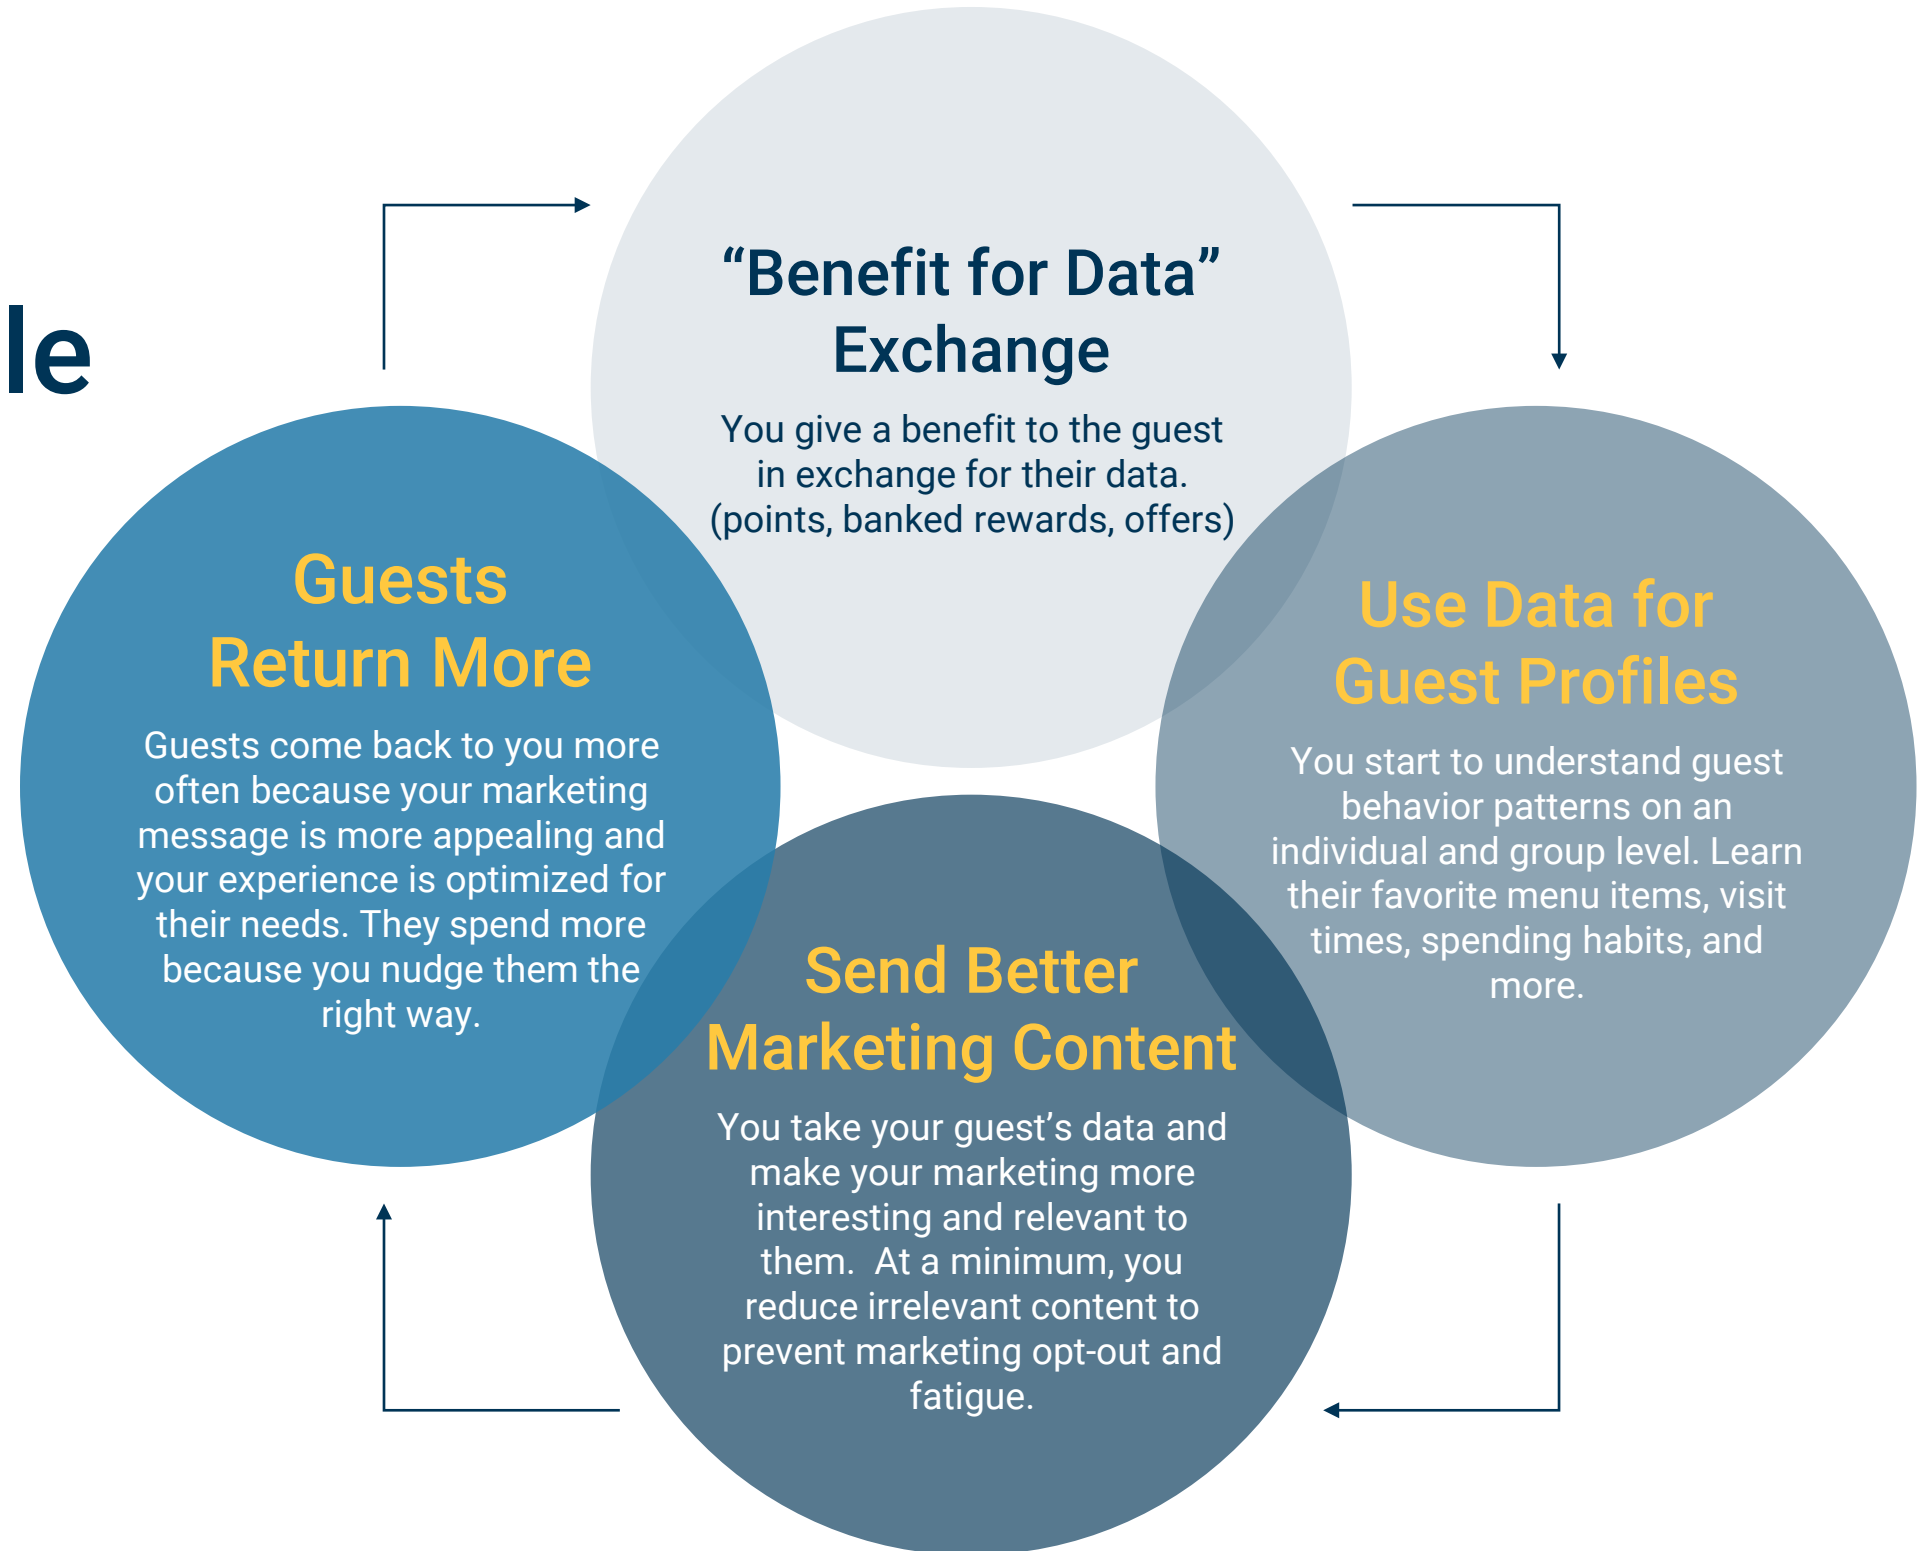 le
“Benefit for Data”
Exchange
You give a benefit to the guest
in exchange for their data.
(points, banked rewards, offers)
Use Data for
Guest Profiles
You start to understand guest
behavior patterns on an
individual and group level. Learn
their favorite menu items, visit
times, spending habits, and
more.
Send Better
Marketing Content
You take your guest’s data and
make your marketing more
interesting and relevant to
them.  At a minimum, you
reduce irrelevant content to
prevent marketing opt-out and
fatigue.
Guests
Return More
Guests come back to you more
often because your marketing
message is more appealing and
your experience is optimized for
their needs. They spend more
because you nudge them the
right way.